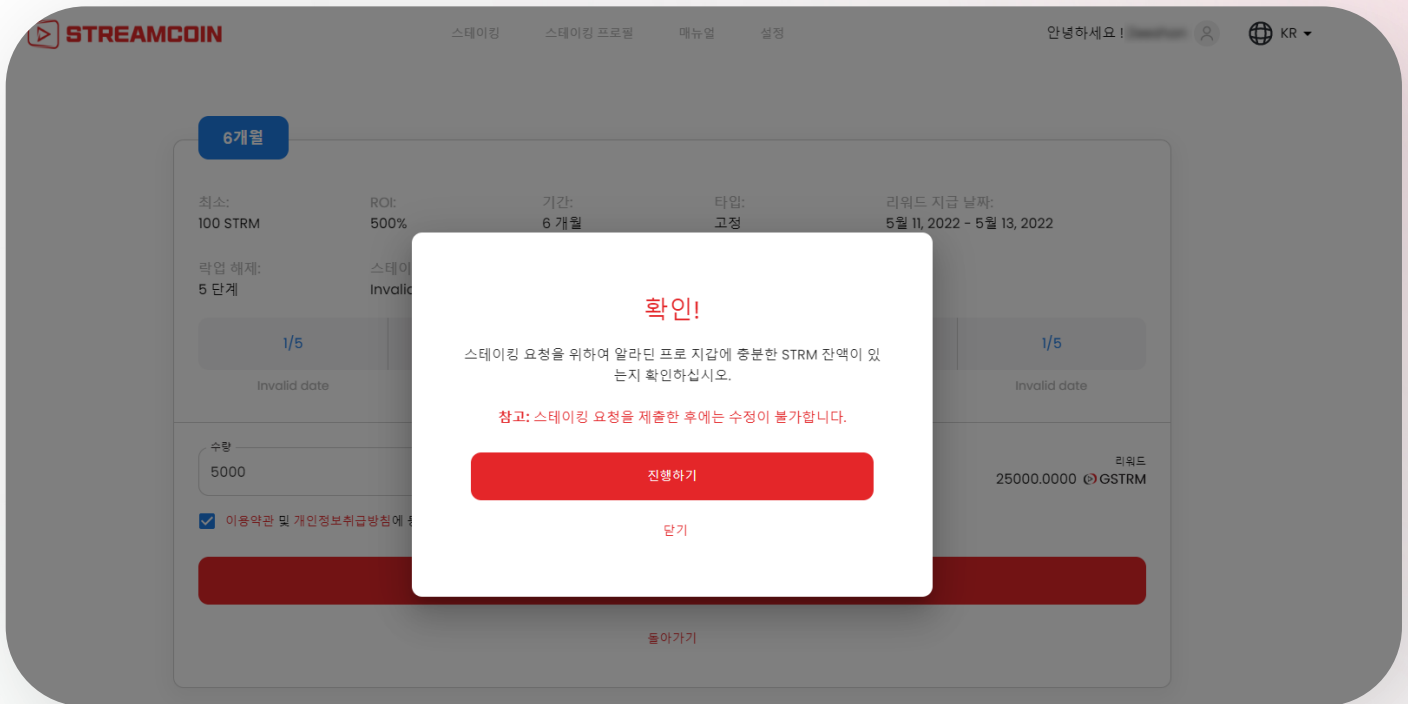 STREAMCOIN
스테이킹 스테이킹 프로필 매뉴얼 설정
안녕하세요 !
KR
6개월
최소: ROI: 기간: 타입: 리워드 지급 날짜:
100 STRM 500% 6 개월 고정 5월 11, 2022 - 5월 13, 2022
락업 해제: 스테이
5 단계 Invalid
1/5 1/5
Invalid date Invalid date
확인!
스테이킹 요청을 위하여 알라딘 프로 지갑에 충분한 STRM 잔액이 있
는지 확인하십시오.
참고: 스테이킹 요청을 제출한 후에는 수정이 불가합니다.
진행하기
닫기
수량
5000
리워드
25000.0000 GSTRM
이용약관 및 개인정보취급방침에
돌아가기